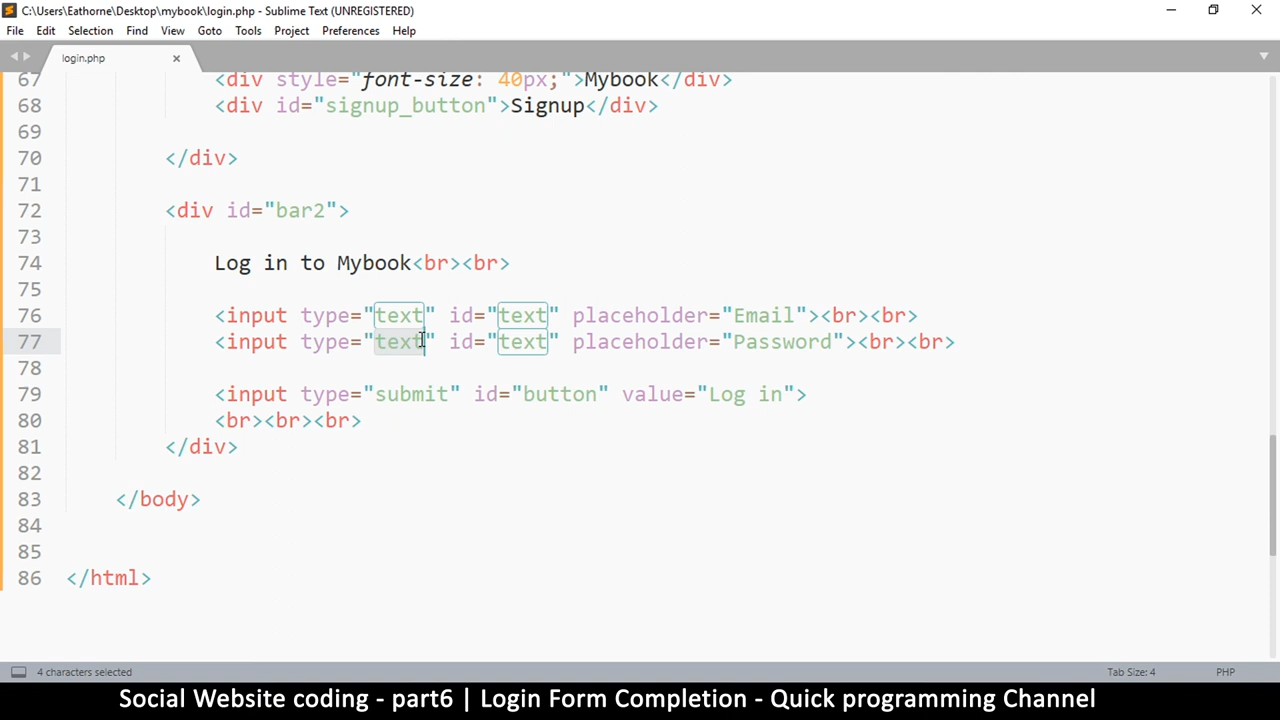 C:\Users\Eathorne\Desktop\mybook\login.php - Sublime Text (UNREGISTERED)
File Edit Selection Find View Goto Tools Project Preferences Help
login.php
67 <div style="font-size: 40px;">Mybook</div>
68 <div id="signup_button">Signup</div>
69
70 </div>
71
72 <div id="bar2">
73
74 Log in to Mybook<br><br>
75
76 <input type="text" id="text" placeholder="Email"><br><br>
77 <input type="text" id="text" placeholder="Password"><br><br>
78
79 <input type="submit" id="button" value="Log in">
80 <br><br><br>
81 </div>
82
83 </body>
84
85
86 </html>
4 characters selected Tab Size: 4 PHP
Social Website coding - part6 | Login Form Completion - Quick programming Channel